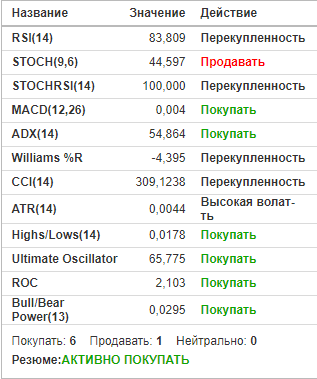 Название Значение Действие
RSI(14) 83,809 Перекупленность
STOCH(9,6) 44,597 Продавать
STOCHRSI(14) 100,000 Перекупленность
MACD(12,26) 0,004 Покупать
ADX(14) 54,864 Покупать
Williams %R -4,395 Перекупленность
CCI(14) 309,1238 Перекупленность
ATR(14) 0,0044 Высокая волат-
ть
Highs/Lows(14) 0,0178 Покупать
Ultimate Oscillator 65,775 Покупать
ROC 2,103 Покупать
Bull/Bear
Power(13) 0,0295 Покупать
Покупать: 6 Продавать: 1 Нейтрально: 0
Резюме:АКТИВНО ПОКУПАТЬ